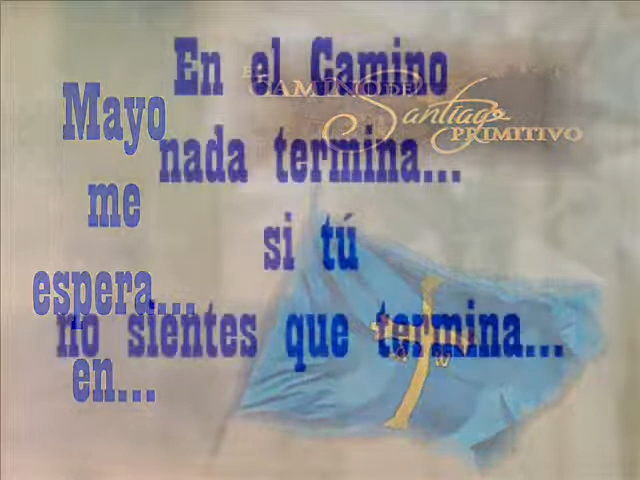 En el Camino
nada termina...
si tú
no sientes que termina...
Mayo
me
espera...
en...
EL
CAMINO DE
Santiago
PRIMITIVO